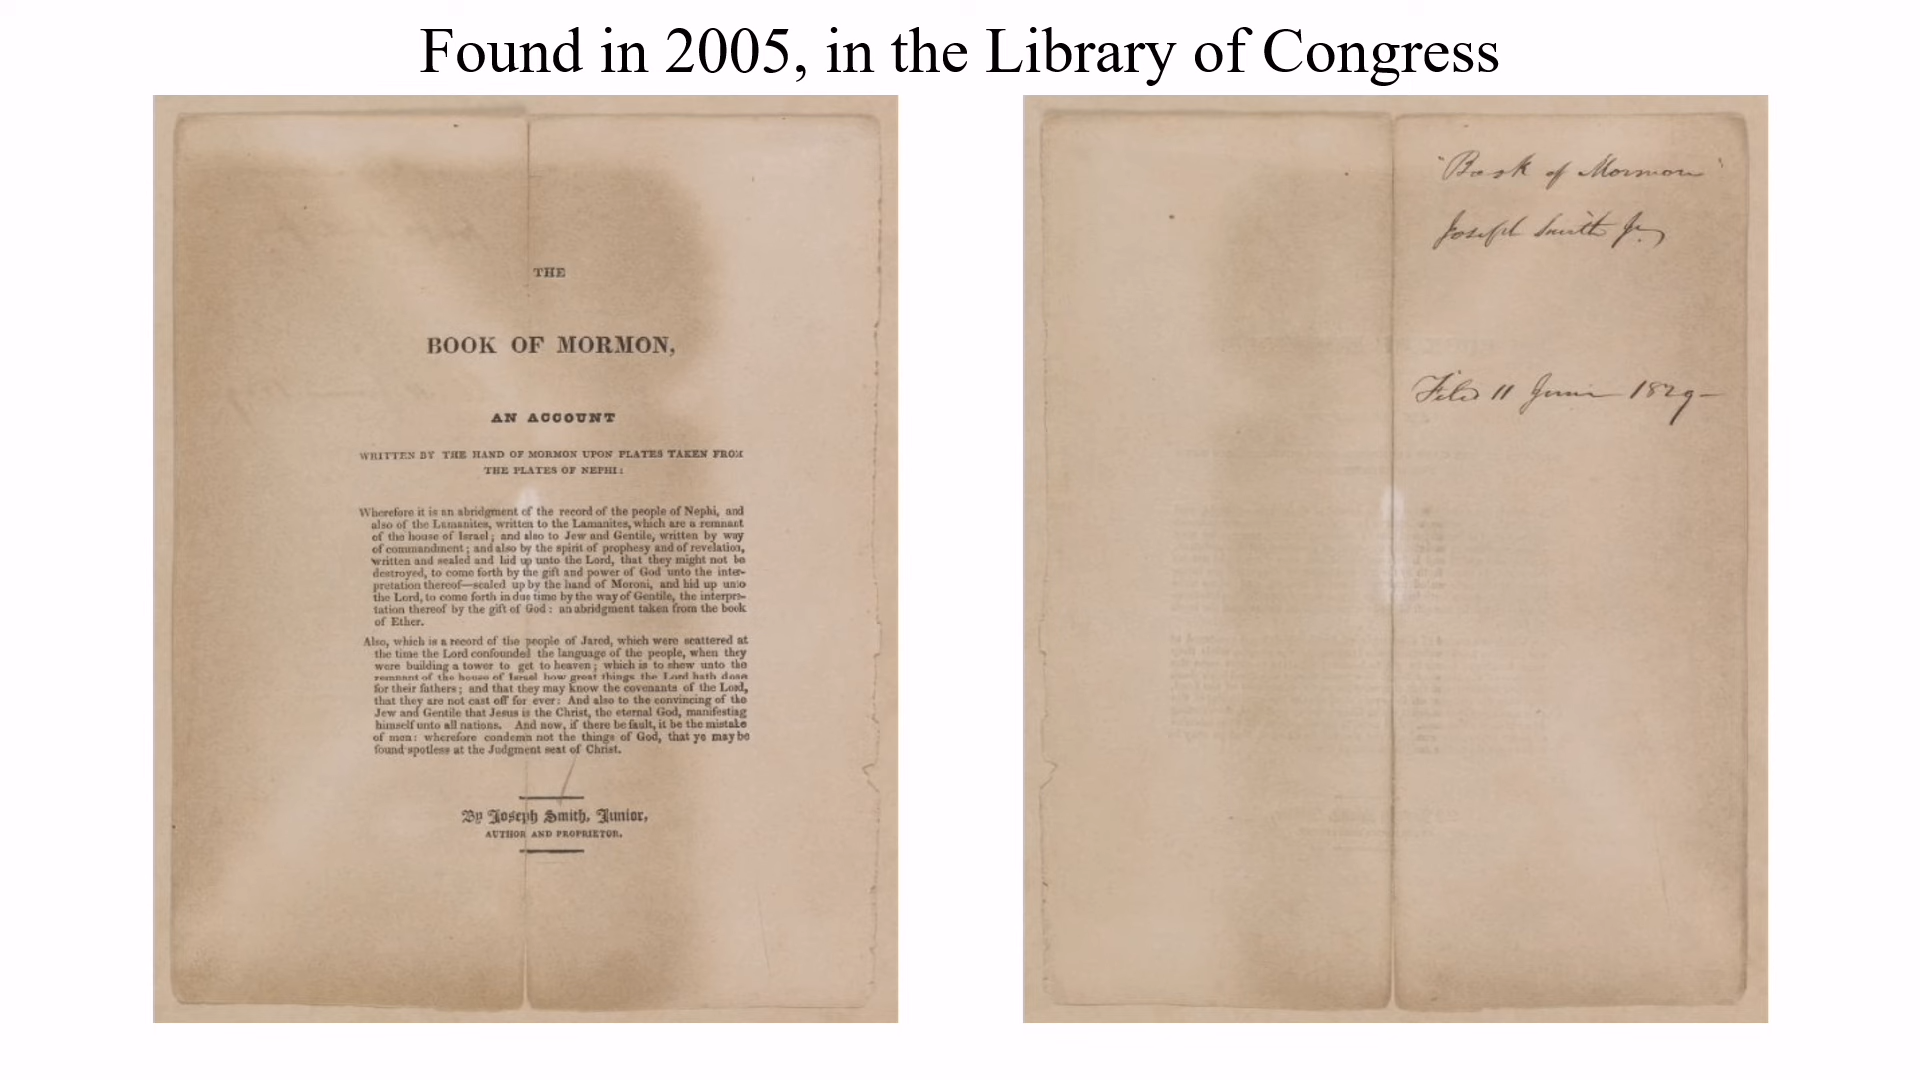 Found in 2005, in the Library of Congress
THE
BOOK OF MORMON,
AN ACCOUNT
WRITTEN BY THE HAND OF MORMON UPON PLATES TAKEN FROM
THE PLATES OF NEPHI:
Wherefore it is an abridgment of the record of the people of Nephi, and
also of the Lamanites, written to the Lamanites, which are a remnant
of the house of Israel; and also to Jew and Gentile, written by way
of commandment; and also by the spirit of prophesy and of revelation,
written and sealed and hid up unto the Lord, that they might not be
destroyed, to come forth by the gift and power of God unto the inter-
pretation thereof—sealed up by the hand of Moroni, and hid up unto
the Lord, to come forth in due time by the way of Gentile, the interpre-
tation thereof by the gift of God: an abridgment taken from the book
of Ether.
Also, which is a record of the people of Jared, which were scattered at
the time the Lord confounded the language of the people, when they
were building a tower to get to heaven; which is to shew unto the
remnant of the house of Israel how great things the Lord hath done
for their fathers; and that they may know the covenants of the Lord,
that they are not cast off for ever: And also to the convincing of the
Jew and Gentile that Jesus is the Christ, the eternal God, manifesting
himself unto all nations. And now, if there be fault, it be the mistake
of men: wherefore condemn not the things of God, that ye may be
found spotless at the Judgment seat of Christ.
By Joseph Smith, Junior,
AUTHOR AND PROPRIETOR.
"Book of Mormon"
Joseph Smith Jr.
Filed 11 June 1829—